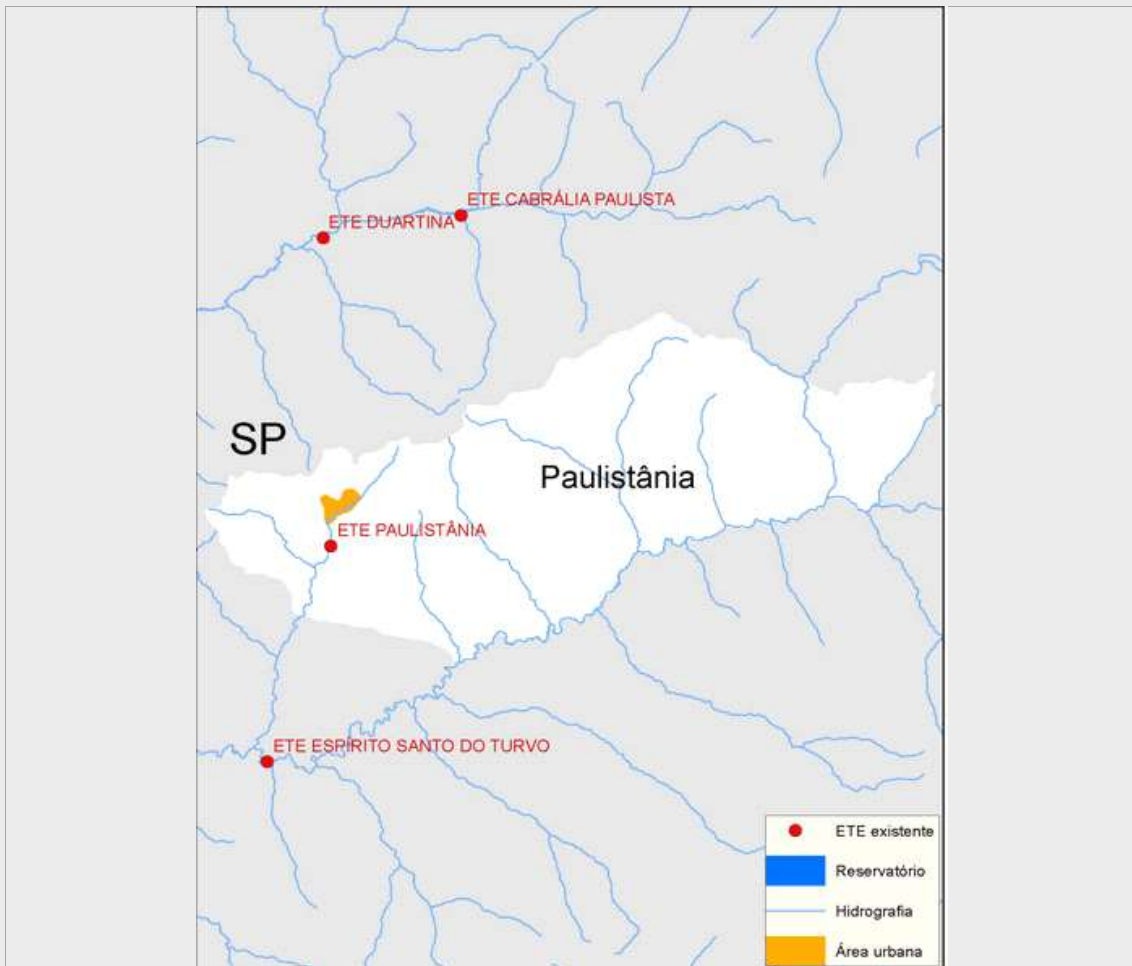 ETE CABRÁLIA PAULISTA
ETE DUARTINA
SP
Paulistânia
ETE PAULISTÂNIA
ETE ESPÍRITO SANTO DO TURVO
ETE existente
Reservatório
Hidrografia
Área urbana